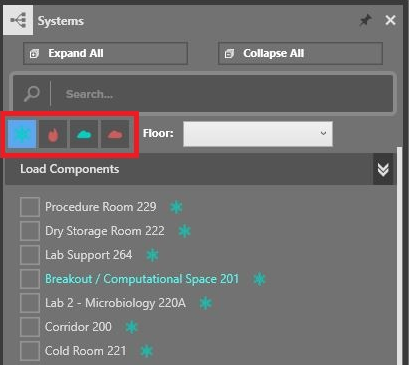 Systems
Expand All
Collapse All
Search...
Floor:
Load Components
Procedure Room 229
Dry Storage Room 222
Lab Support 264
Breakout / Computational Space 201
Lab 2 - Microbiology 220A
Corridor 200
Cold Room 221